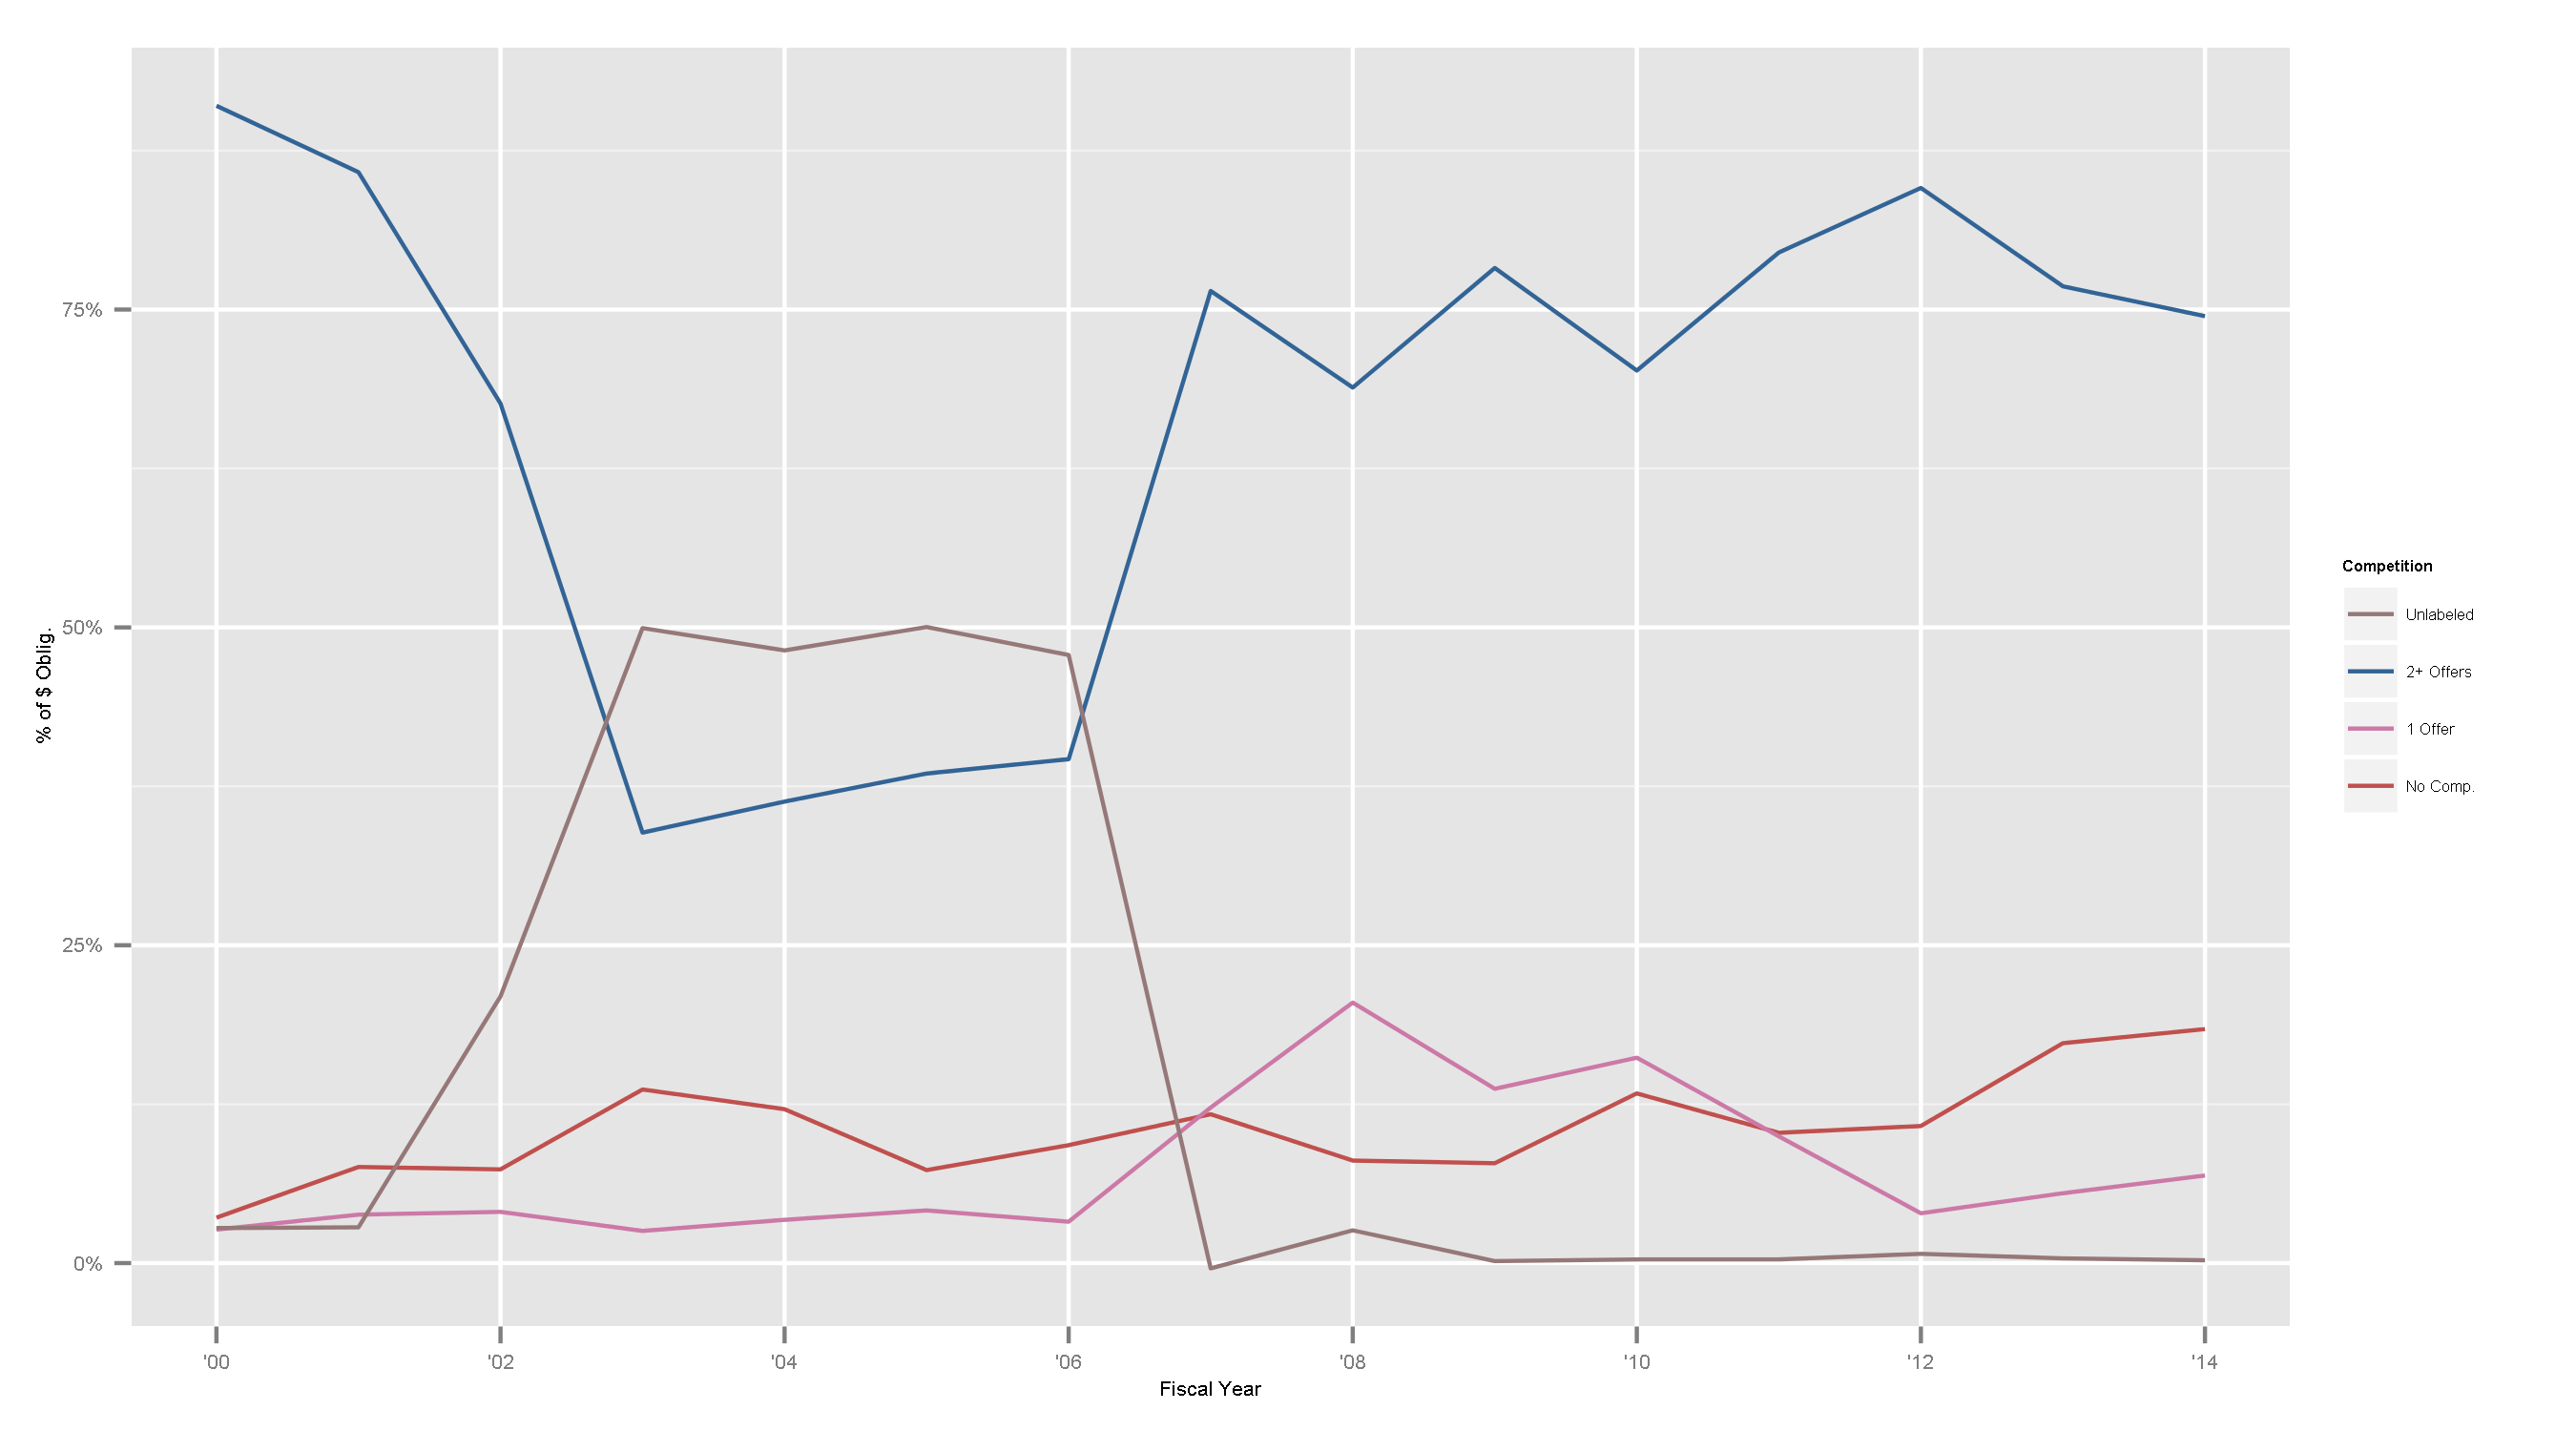 75%
50%
25%
0%
% of $ Oblig.
'00 '02 '04 '06 '08 '10 '12 '14
Fiscal Year
Competition
Unlabeled
2+ Offers
1 Offer
No Comp.